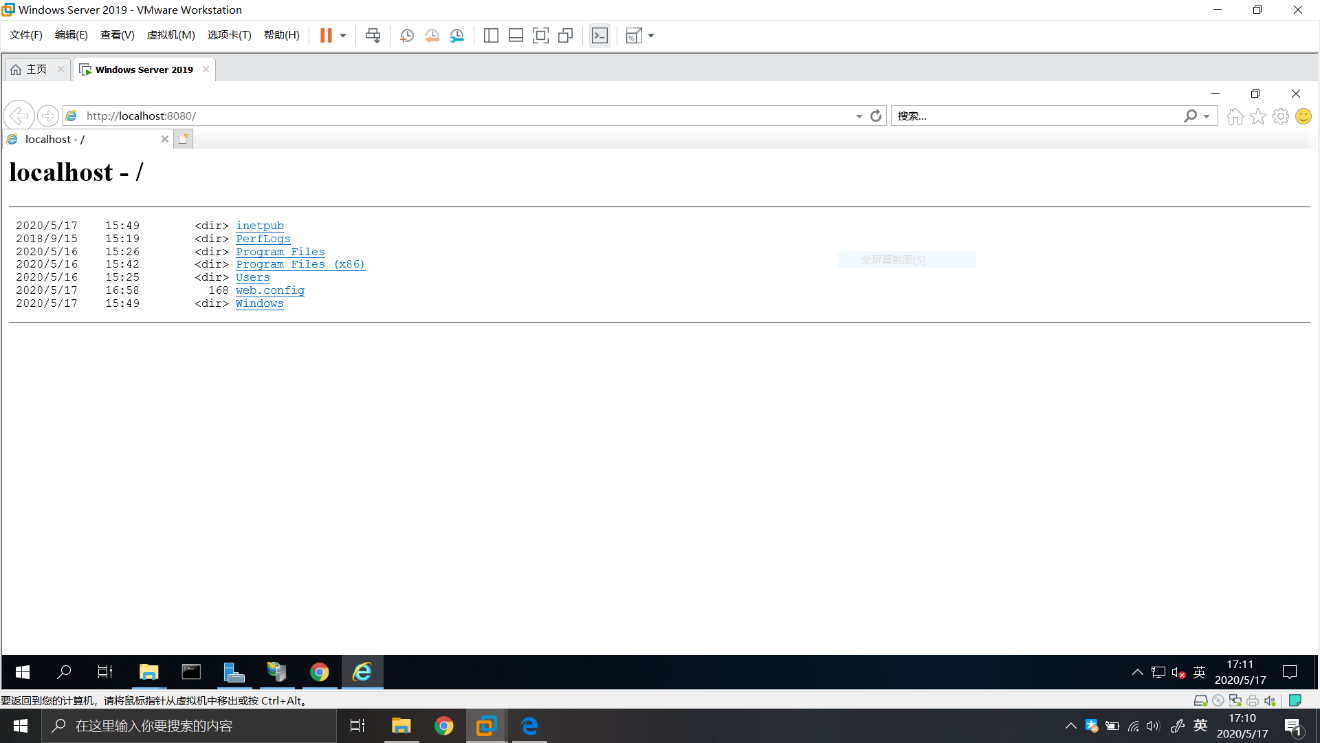 Windows Server 2019 - VMware Workstation
文件(F) 编辑(E) 查看(V) 虚拟机(M) 选项卡(T) 帮助(H)
主页 Windows Server 2019
http://localhost:8080/ 搜索...
localhost - /
localhost - /
2020/5/17 15:49 <dir> inetpub
2018/9/15 15:19 <dir> PerfLogs
2020/5/16 15:26 <dir> Program Files
2020/5/16 15:42 <dir> Program Files (x86)
2020/5/16 15:25 <dir> Users
2020/5/17 16:58 168 web.config
2020/5/17 15:49 <dir> Windows
全屏幕截图(S)
英 17:11
2020/5/17
要返回到您的计算机，请将鼠标指针从虚拟机中移出或按 Ctrl+Alt。
在这里输入你要搜索的内容
英 17:10
2020/5/17
1